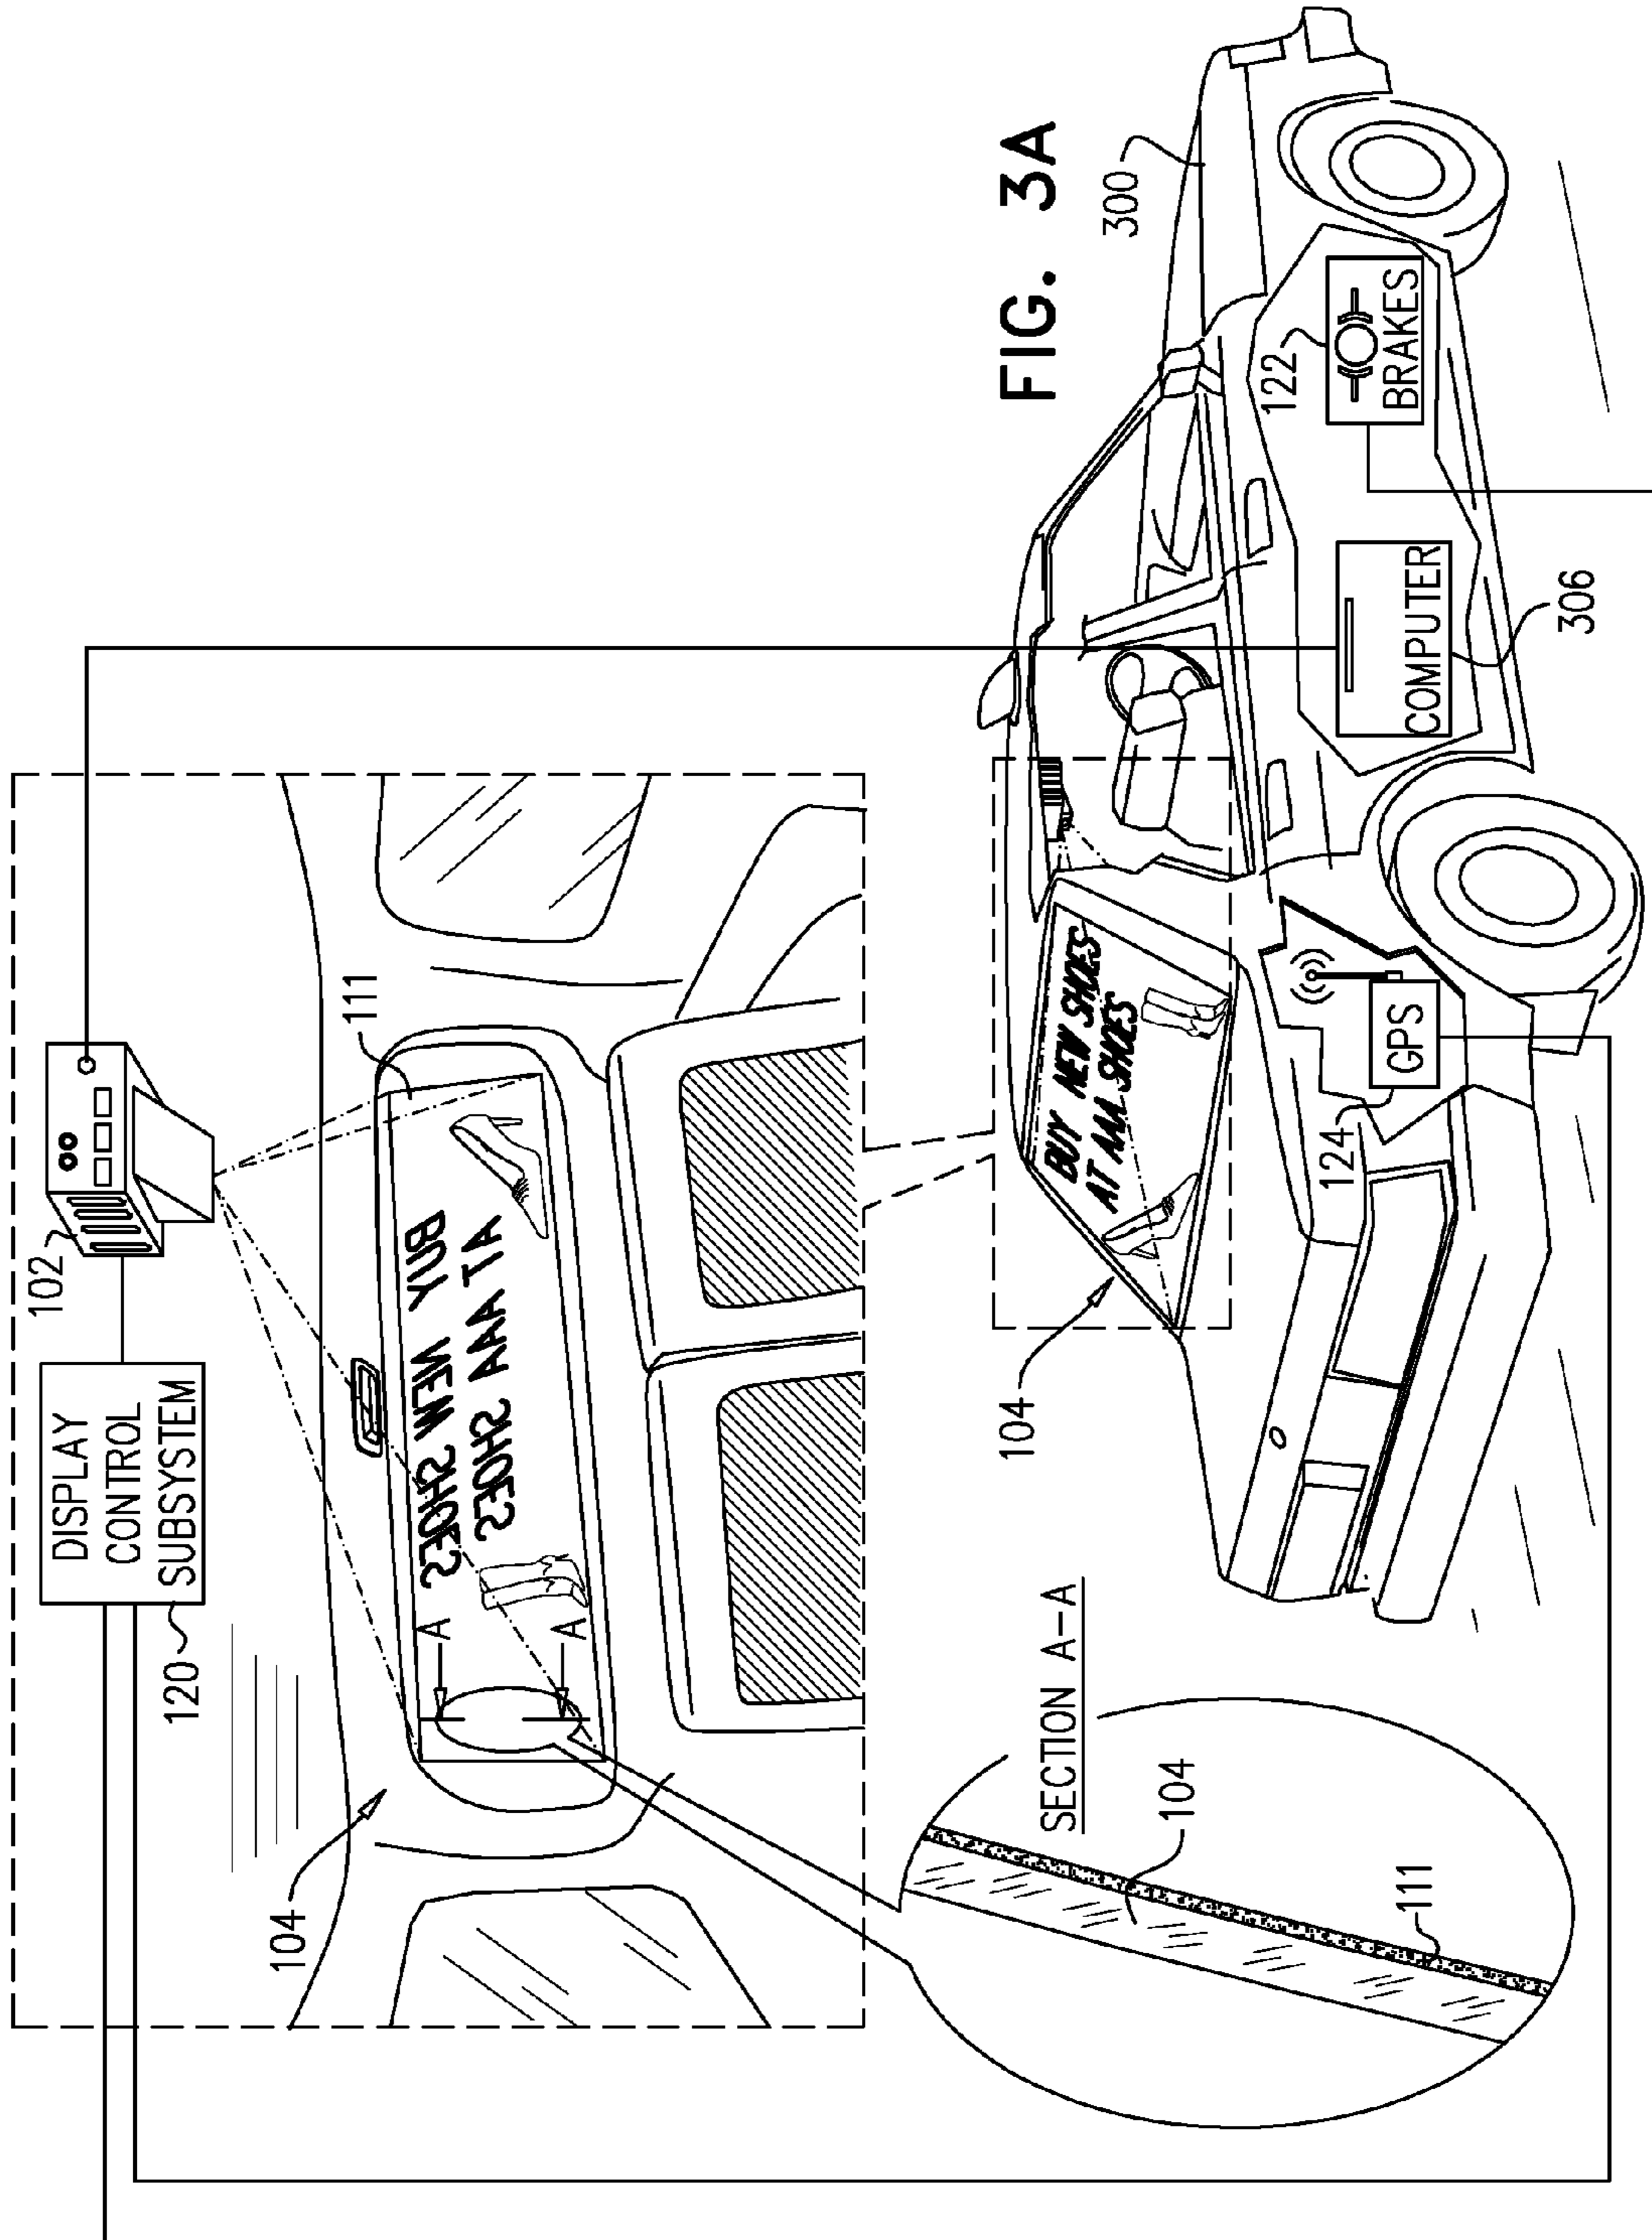 DISPLAY
CONTROL
SUBSYSTEM
120
102
104
111
BUY NEW SHOES
AT AAA SHOES
A
A
FIG. 3A
300
104
BUY NEW SHOES
AT AAA SHOES
SECTION A-A
104
111
124
GPS
COMPUTER
306
122
BRAKES